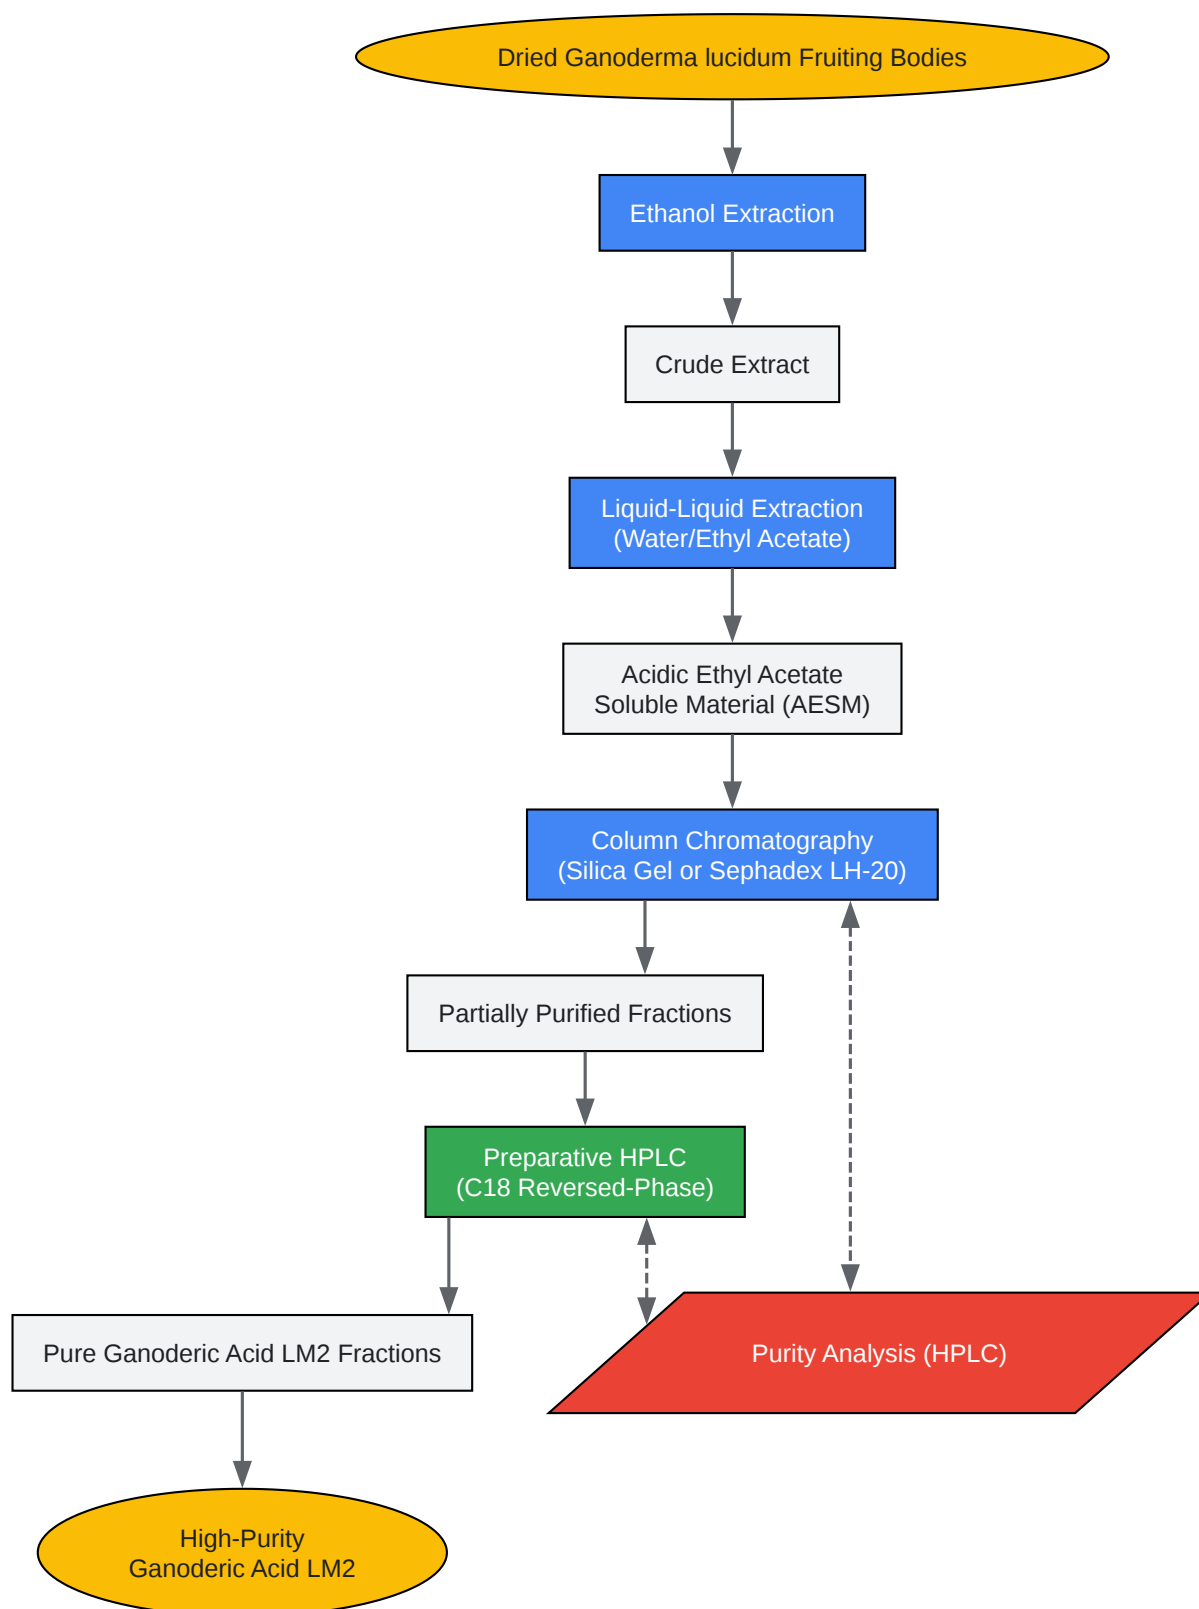 Dried Ganoderma lucidum Fruiting Bodies
Ethanol Extraction
Crude Extract
Liquid-Liquid Extraction
(Water/Ethyl Acetate)
Acidic Ethyl Acetate
Soluble Material (AESM)
Column Chromatography
(Silica Gel or Sephadex LH-20)
Partially Purified Fractions
Preparative HPLC
(C18 Reversed-Phase)
Pure Ganoderic Acid LM2 Fractions
Purity Analysis (HPLC)
High-Purity
Ganoderic Acid LM2